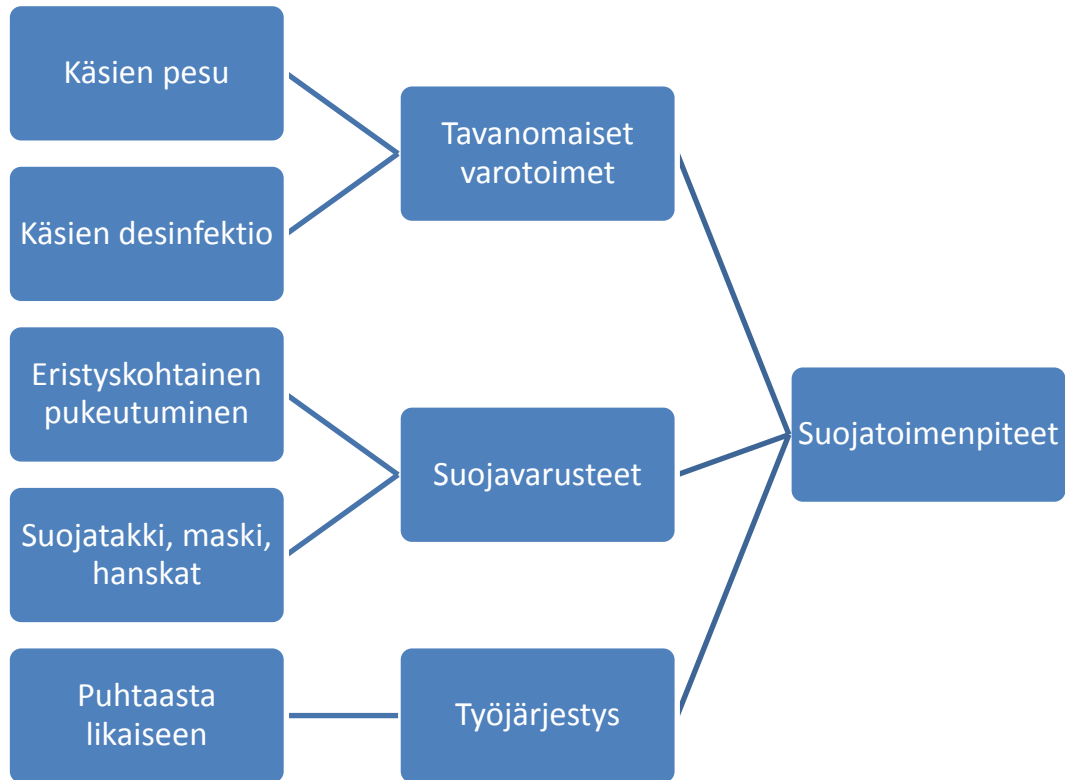 Käsien pesu
Käsien desinfektio
Eristyskohtainen
pukeutuminen
Suojatakki, maski,
hanskat
Puhtaasta
likaiseen
Tavanomaiset
varotoimet
Suojavarusteet
Työjärjestys
Suojatoimenpiteet